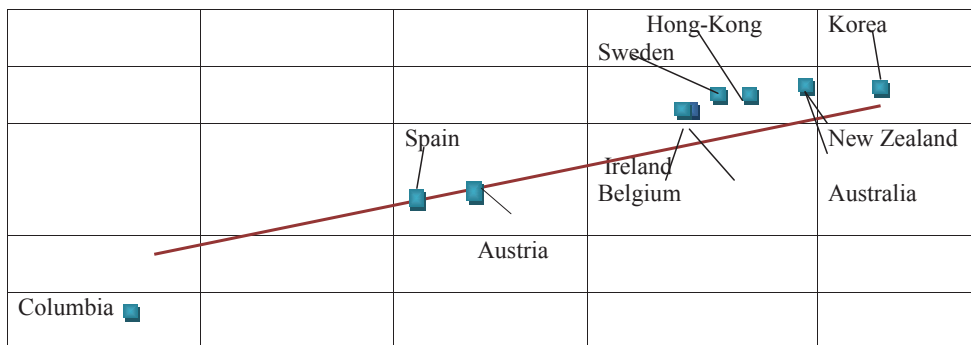 Hong-Kong
Korea
Sweden
Spain
New Zealand
Ireland
Belgium
Australia
Austria
Columbia